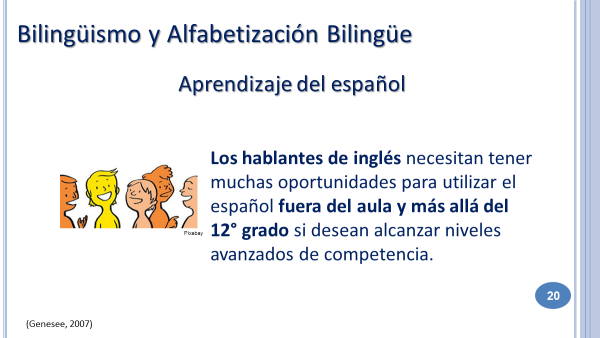 Bilingüismo y Alfabetización Bilingüe
Aprendizaje del español
Los hablantes de inglés necesitan tener
muchas oportunidades para utilizar el
español fuera del aula y más allá del
12° grado si desean alcanzar niveles
avanzados de competencia.
Pixabay
20
(Genesee, 2007)